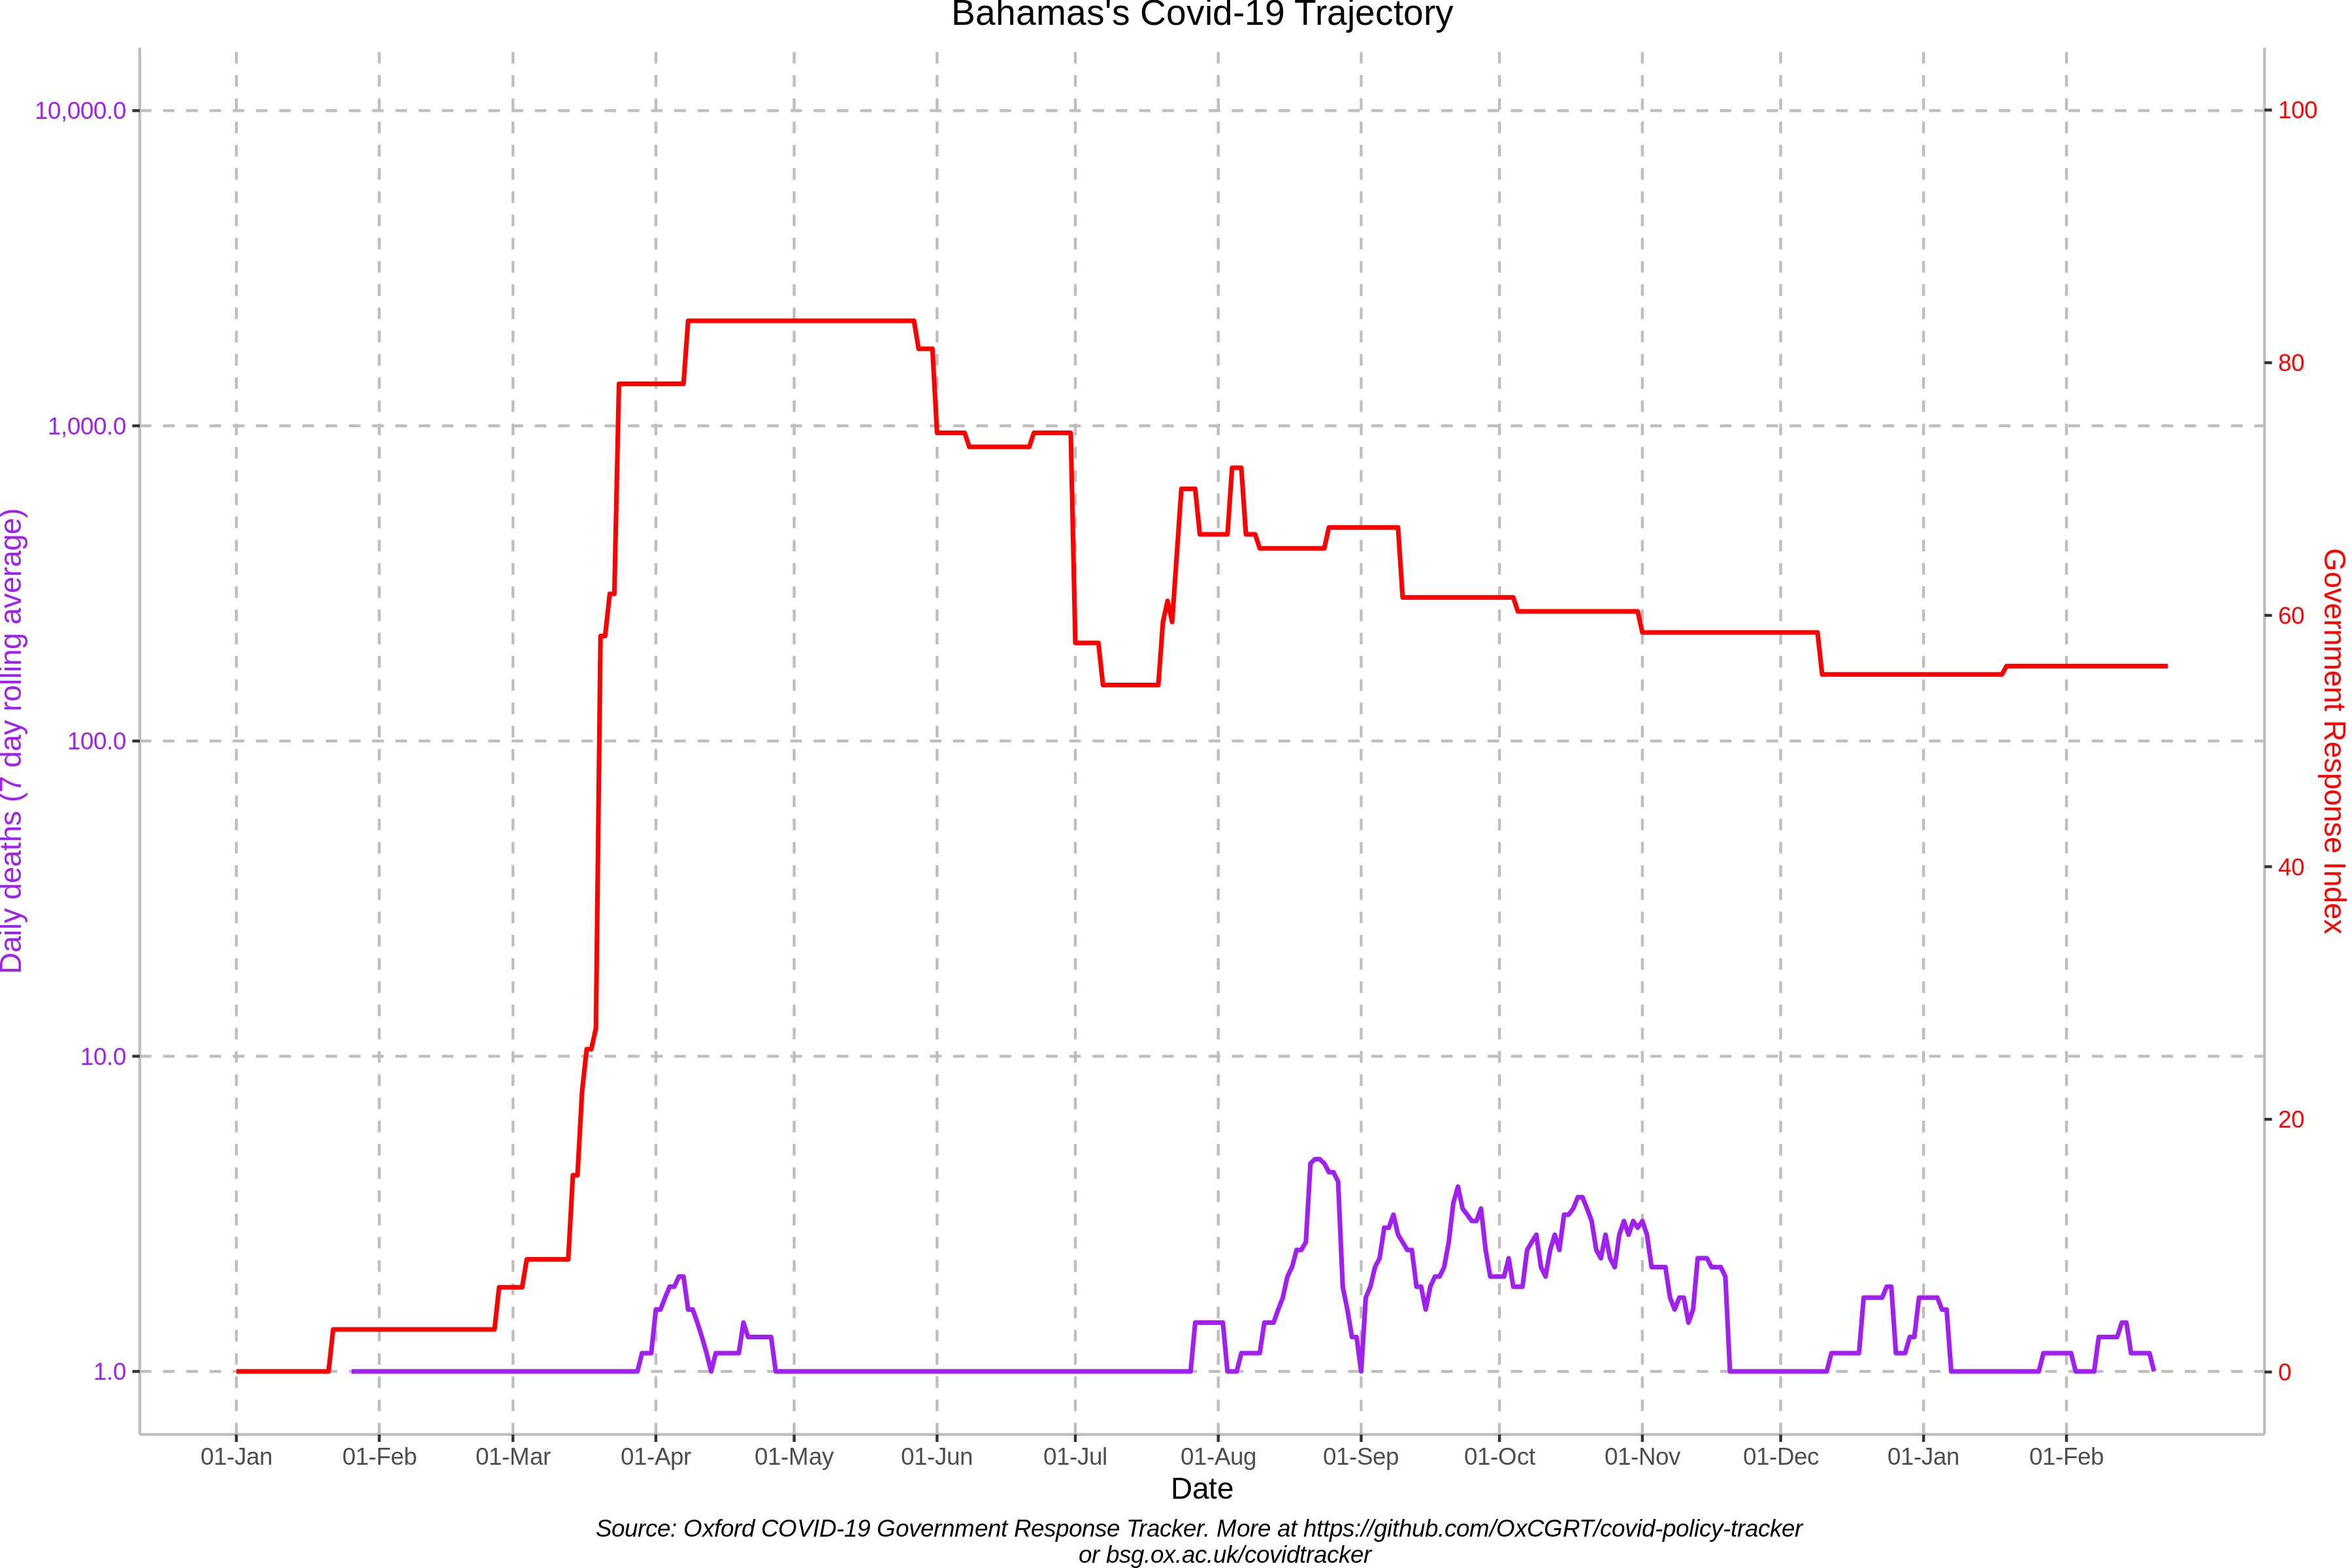 Bahamas's Covid-19 Trajectory
10,000.0
1,000.0
100.0
10.0
1.0
Daily deaths (7 day rolling average)
100
80
60
40
20
0
Government Response Index
01-Jan 01-Feb 01-Mar 01-Apr 01-May 01-Jun 01-Jul 01-Aug 01-Sep 01-Oct 01-Nov 01-Dec 01-Jan 01-Feb
Date
Source: Oxford COVID-19 Government Response Tracker. More at https://github.com/OxCGRT/covid-policy-tracker
or bsg.ox.ac.uk/covidtracker